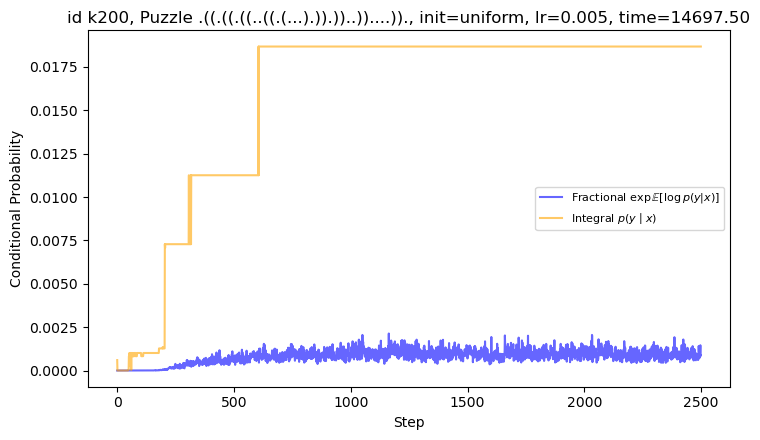 id k200, Puzzle .((.((.((..((.(...).)).))..))....))., init=uniform, lr=0.005, time=14697.50
Conditional Probability
0.0175
0.0150
0.0125
0.0100
0.0075
0.0050
0.0025
0.0000
Fractional exp𝔼[log p(y|x)]
Integral p(y | x)
0 500 1000 1500 2000 2500
Step